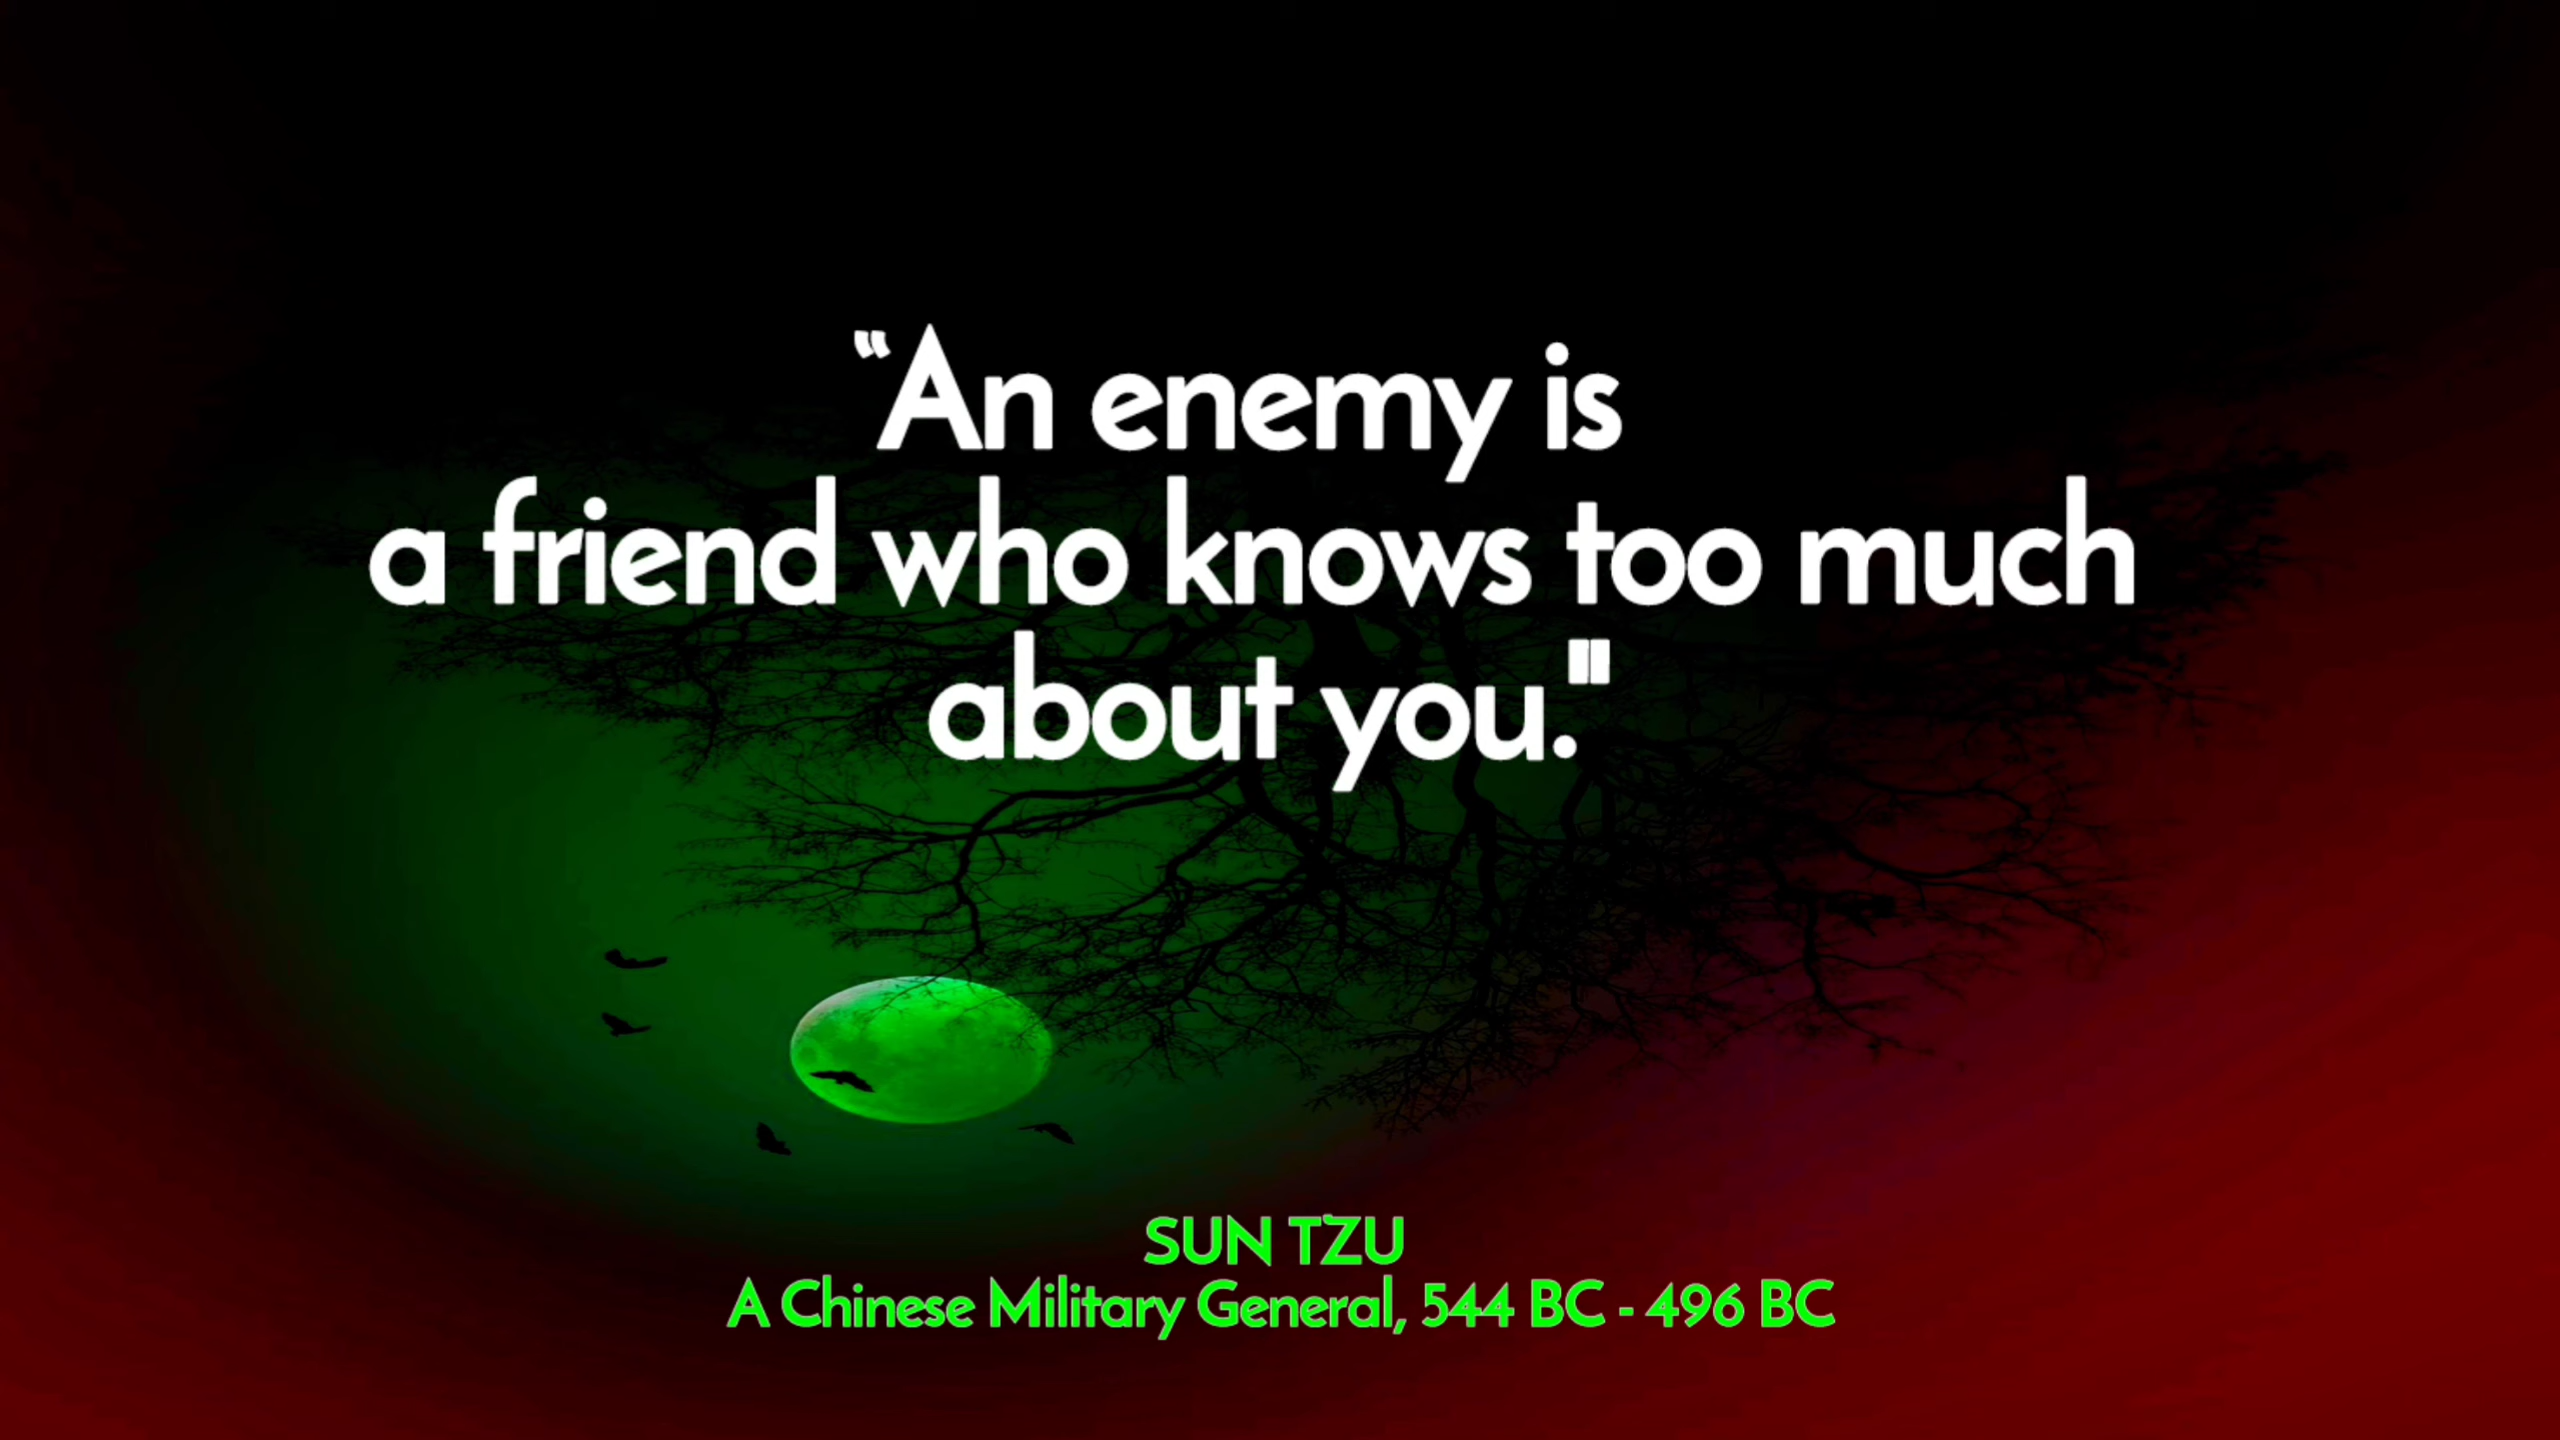 “An enemy is
a friend who knows too much
about you."
SUN TZU
A Chinese Military General, 544 BC - 496 BC